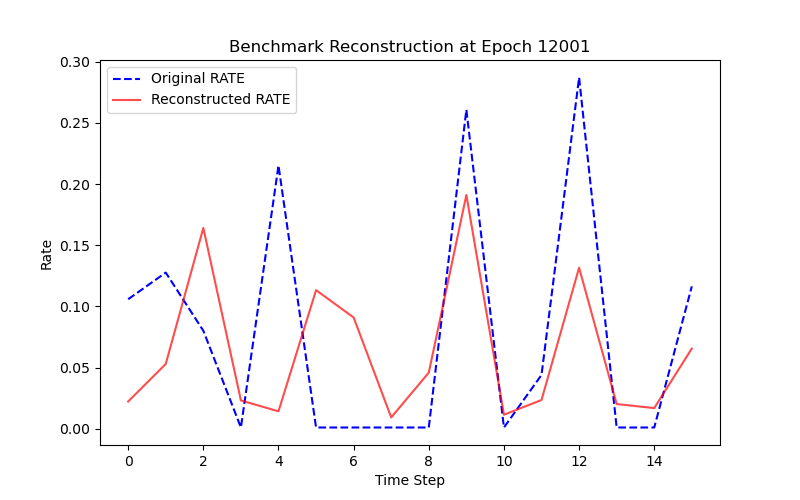 Benchmark Reconstruction at Epoch 12001
Original RATE
Reconstructed RATE
Rate
0.30
0.25
0.20
0.15
0.10
0.05
0.00
0 2 4 6 8 10 12 14
Time Step